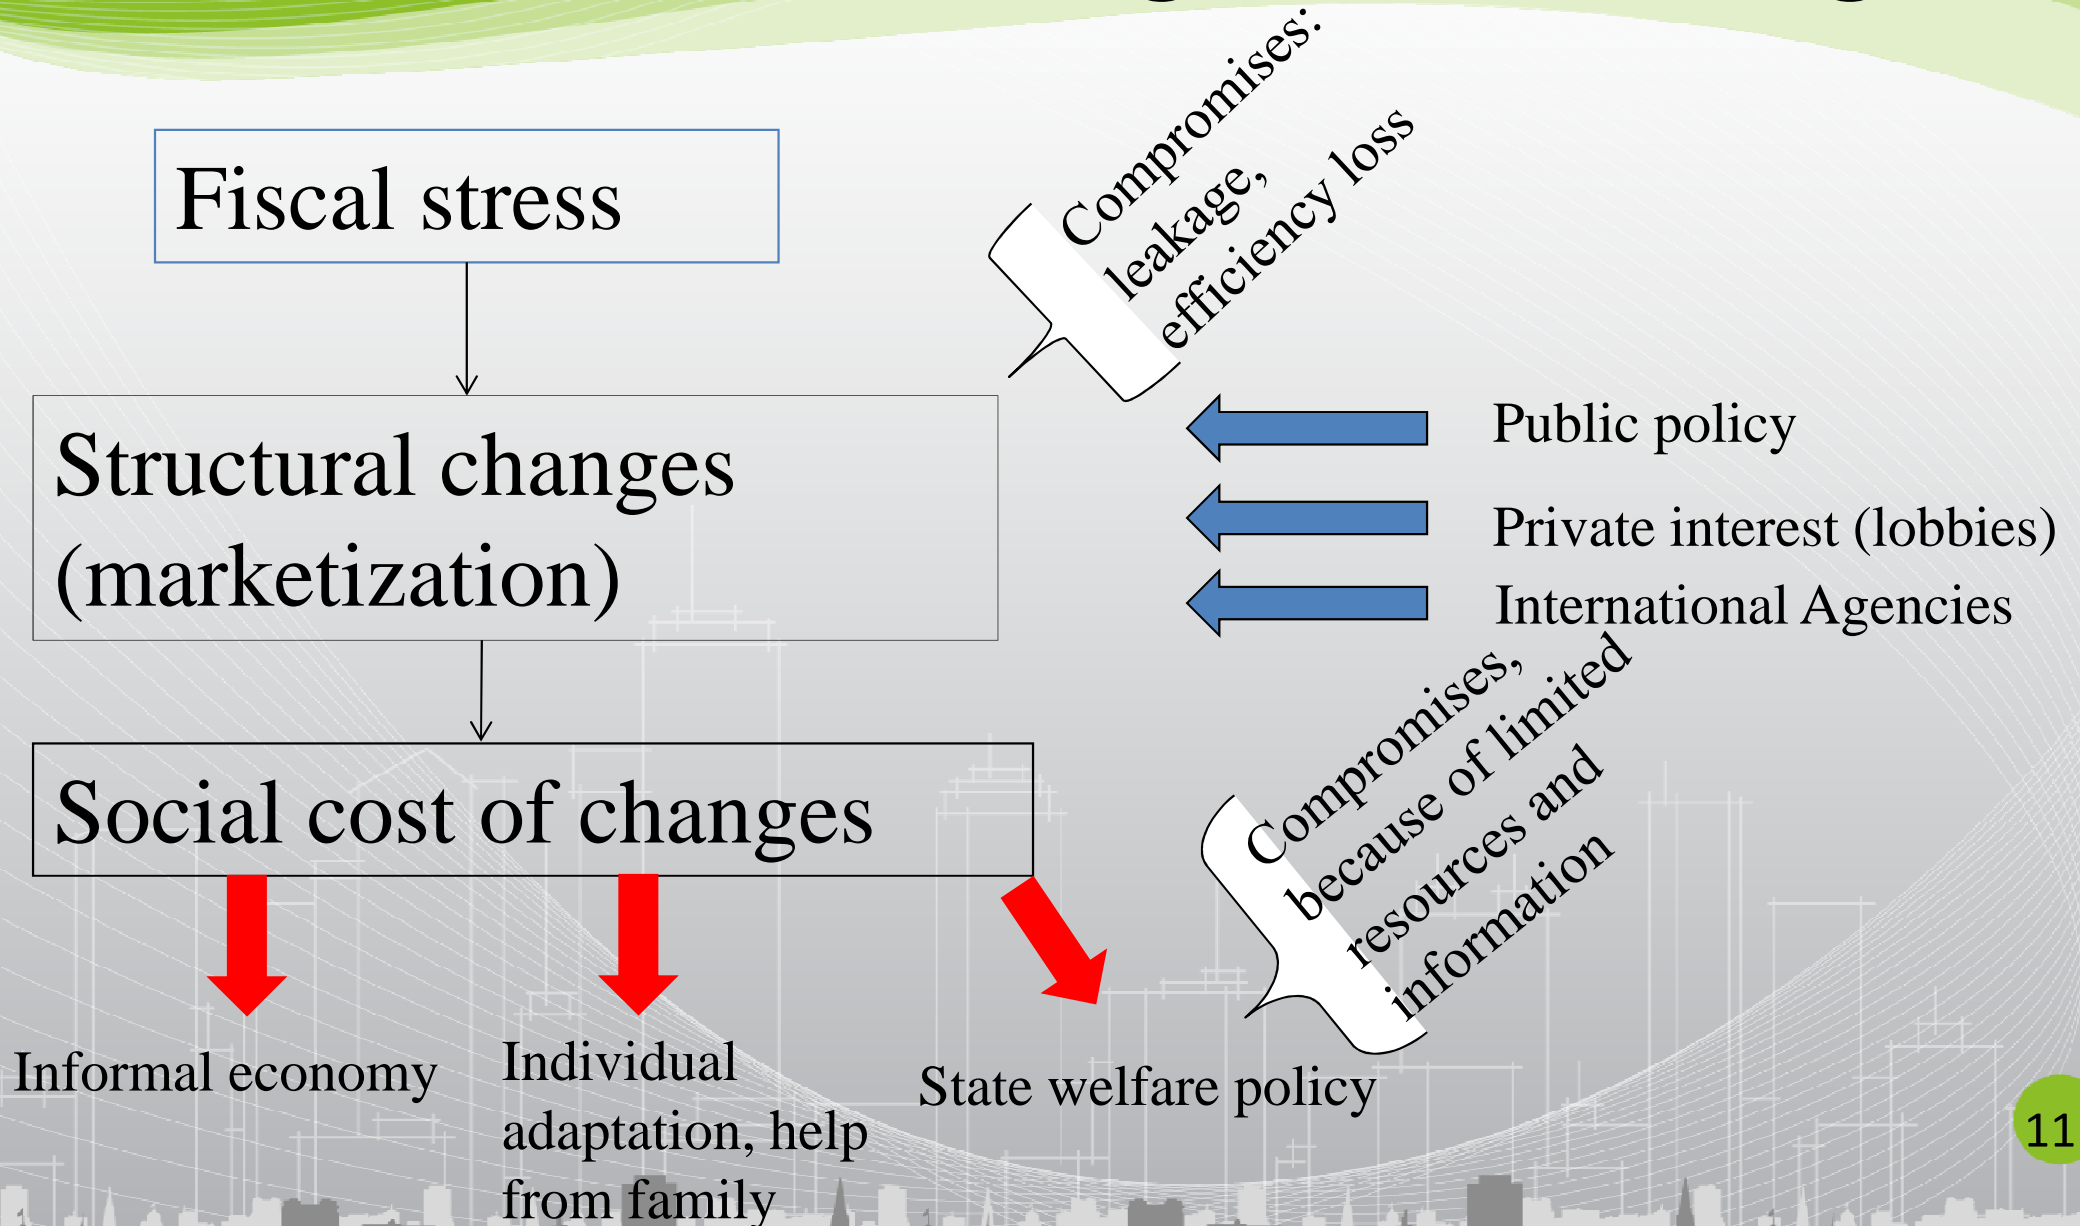 Compromises:
leakage,
efficiency loss
Fiscal stress
Structural changes
(marketization)
Public policy
Private interest (lobbies)
International Agencies
Compromises,
because of limited
resources and
information
Social cost of changes
Informal economy
Individual
adaptation, help
from family
State welfare policy
11